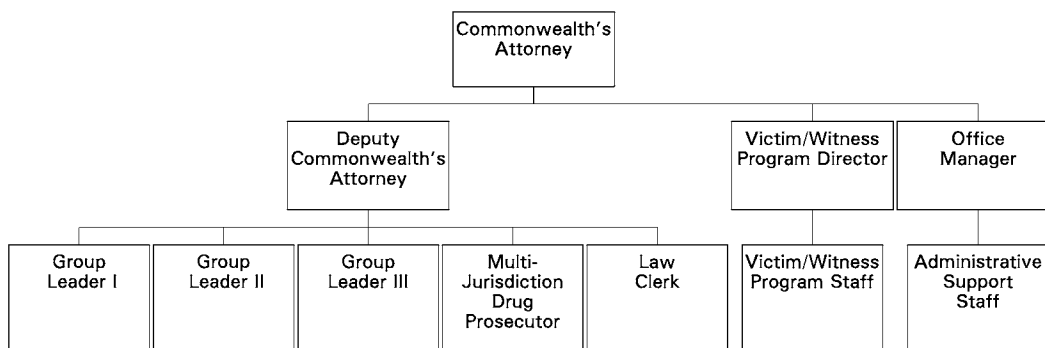 Commonwealth's
Attorney
Deputy
Commonwealth's
Attorney
Victim/Witness
Program Director
Office
Manager
Group
Leader I
Group
Leader II
Group
Leader III
Multi-
Jurisdiction
Drug
Prosecutor
Law
Clerk
Victim/Witness
Program Staff
Administrative
Support
Staff